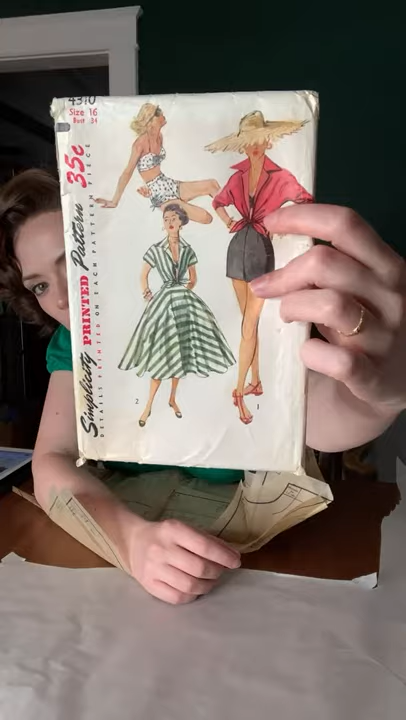 4310
Size 16
Bust 34
35c
Simplicity PRINTED Pattern
DETAILS PRINTED ON EACH PATTERN PIECE
2
1